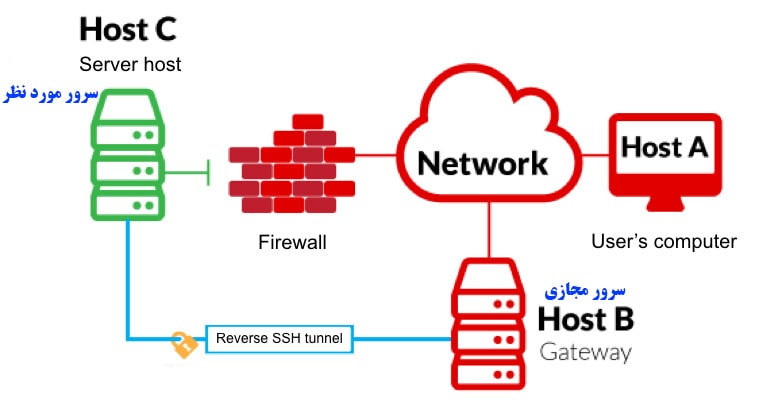 Host C
Server host
سرور مورد نظر
Network
Host A
Firewall
User's computer
سرور مجازی
Host B
Gateway
Reverse SSH tunnel